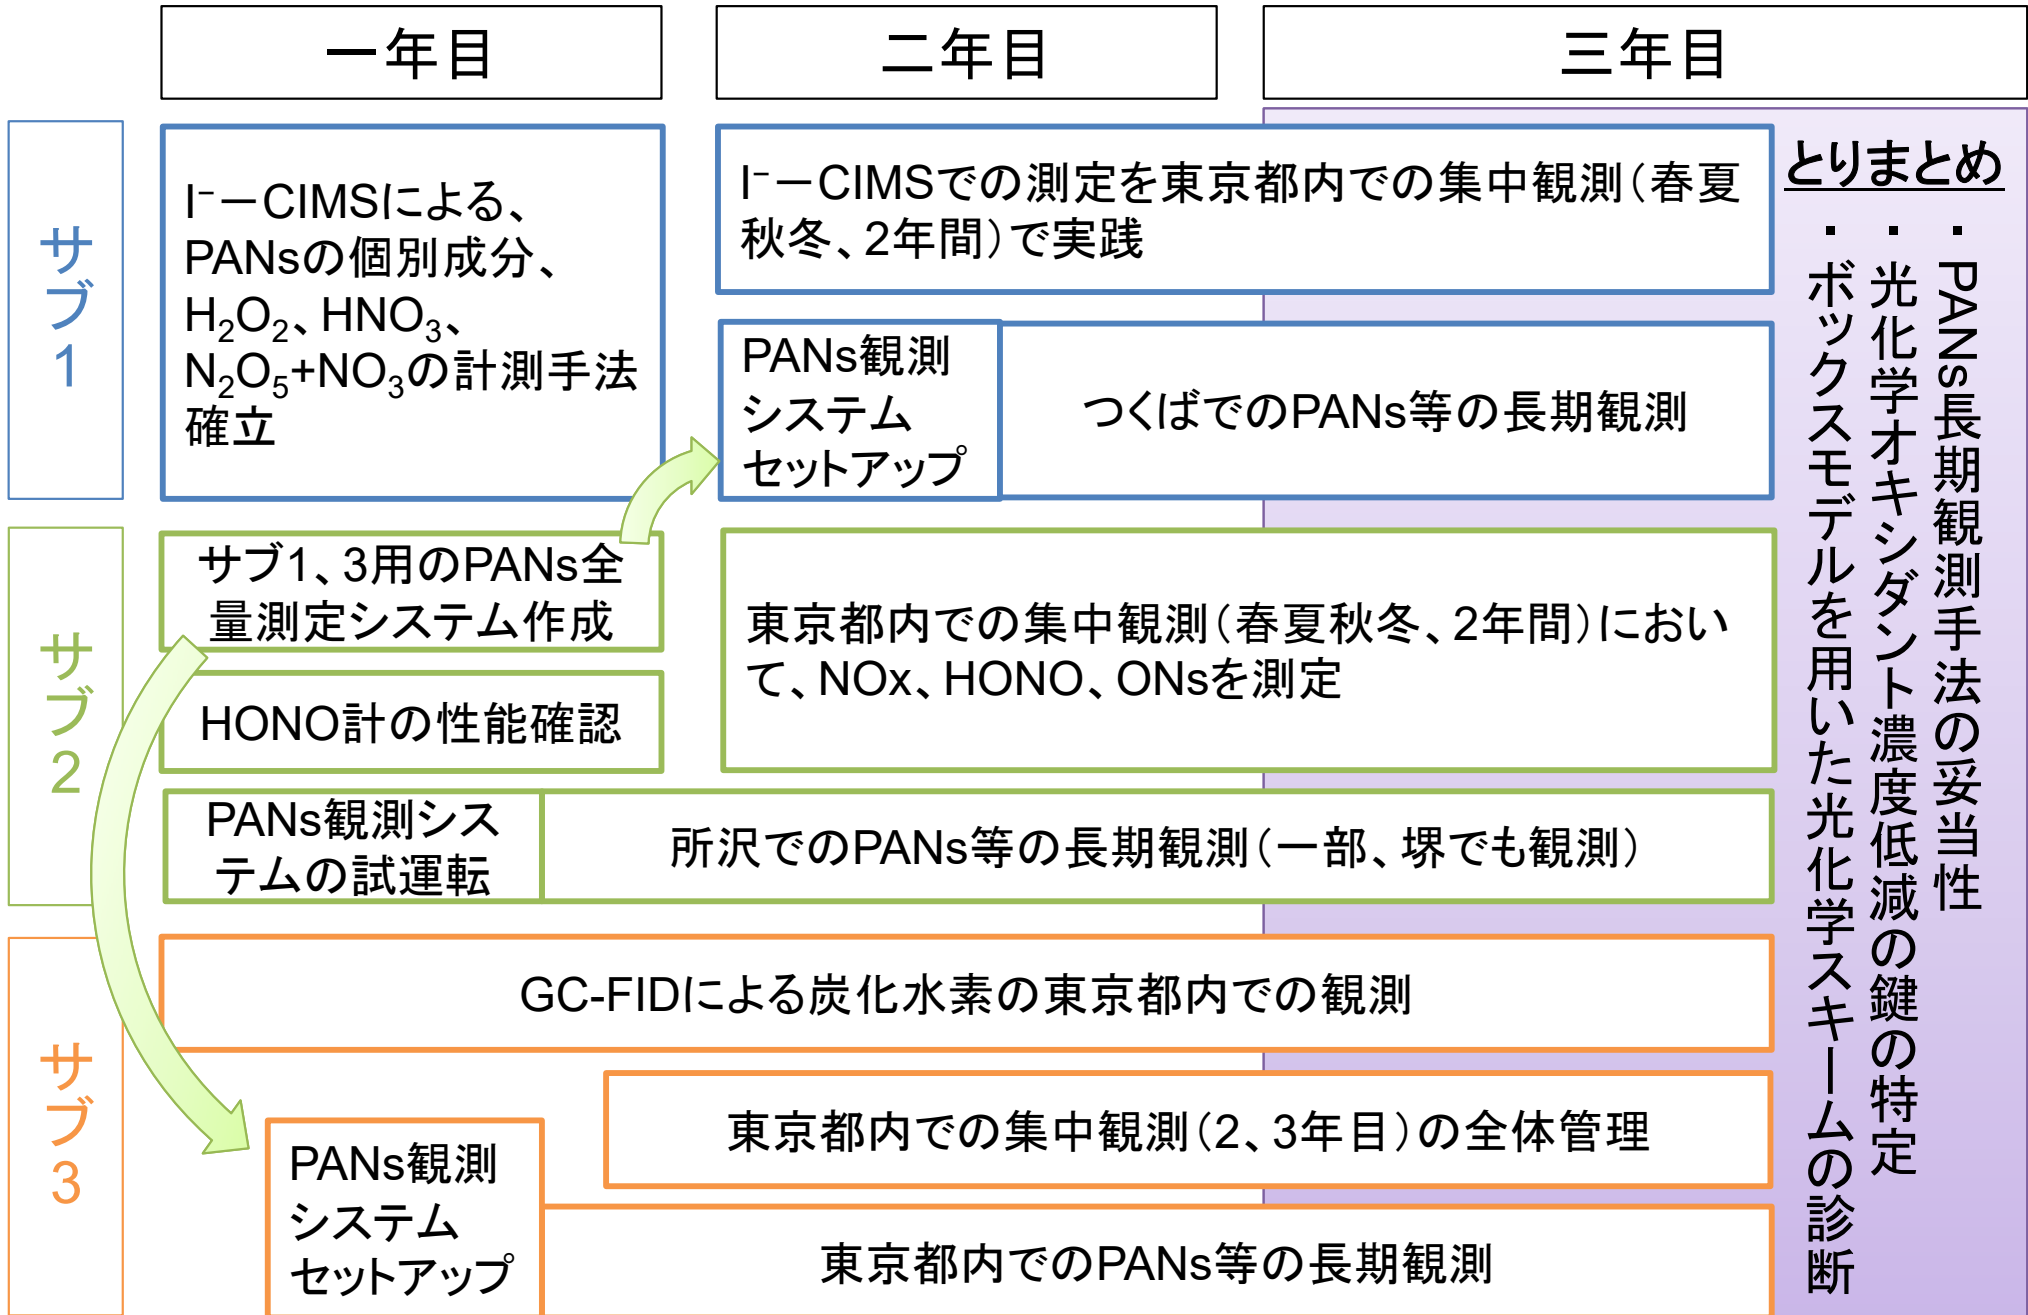 一年目
二年目
三年目
サブ1
I⁻－CIMSによる、
PANsの個別成分、
H₂O₂、HNO₃、
N₂O₅+NO₃の計測手法
確立
I⁻－CIMSでの測定を東京都内での集中観測（春夏
秋冬、2年間）で実践
PANs観測
システム
セットアップ
つくばでのPANs等の長期観測
サブ2
サブ1、3用のPANs全
量測定システム作成
HONO計の性能確認
東京都内での集中観測（春夏秋冬、2年間）におい
て、NOx、HONO、ONsを測定
PANs観測シス
テムの試運転
所沢でのPANs等の長期観測（一部、堺でも観測）
サブ3
GC-FIDによる炭化水素の東京都内での観測
東京都内での集中観測（2、3年目）の全体管理
PANs観測
システム
セットアップ
東京都内でのPANs等の長期観測
とりまとめ
・PANs長期観測手法の妥当性
・光化学オキシダント濃度低減の鍵の特定
・ボックスモデルを用いた光化学スキームの診断